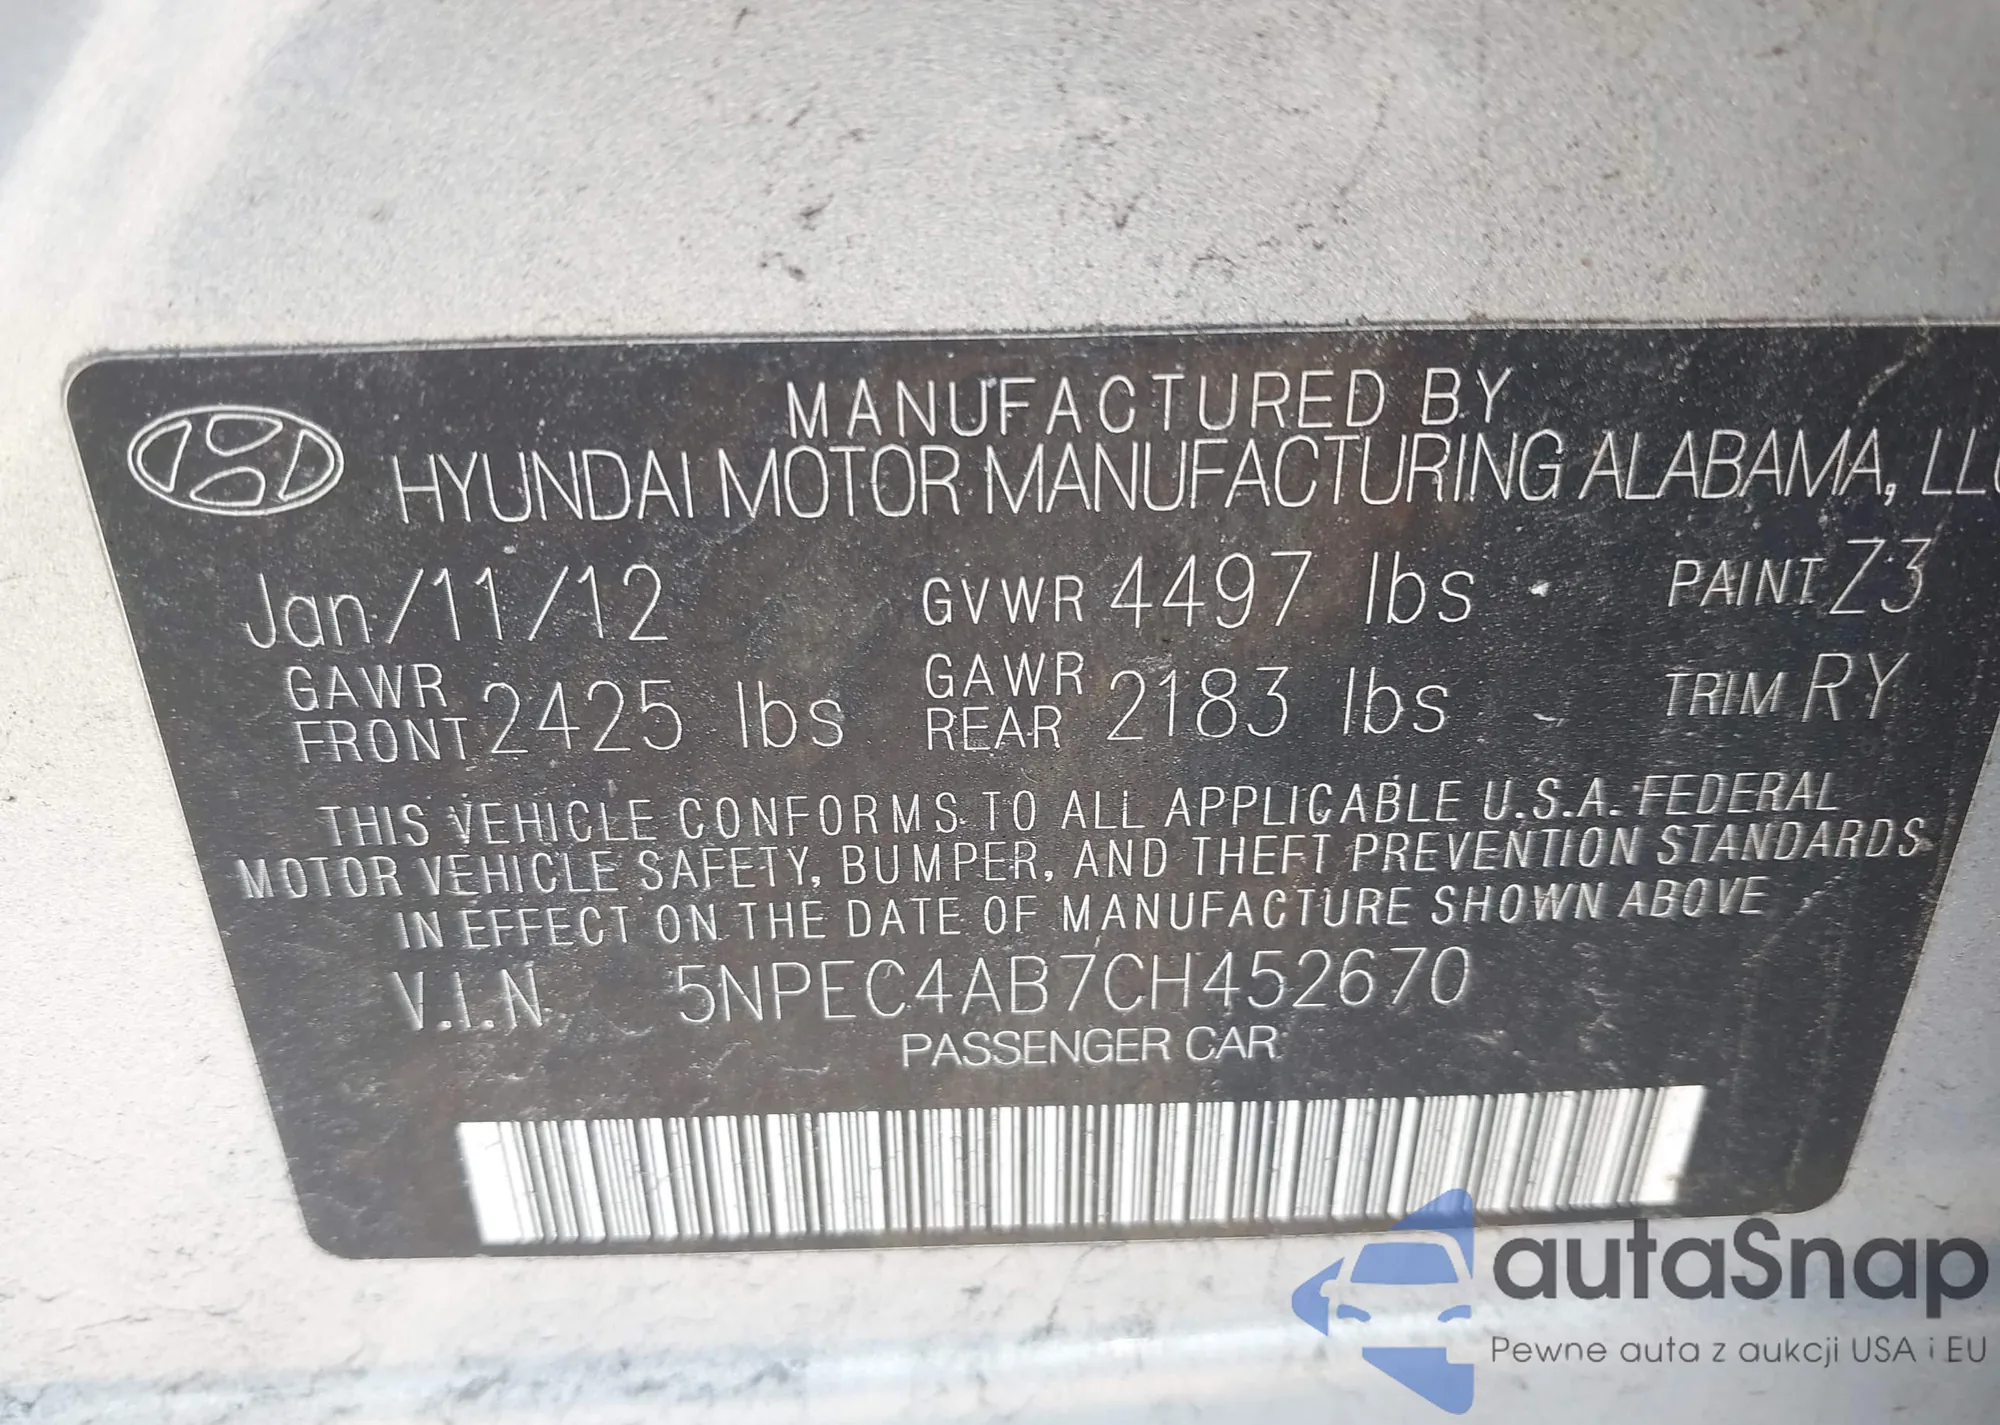 MANUFACTURED BY
HYUNDAI MOTOR MANUFACTURING ALABAMA, LLC
Jan/11/12 GVWR 4497 lbs PAINT Z3
GAWR FRONT 2425 lbs GAWR REAR 2183 lbs TRIM RY
THIS VEHICLE CONFORMS TO ALL APPLICABLE U.S.A. FEDERAL
MOTOR VEHICLE SAFETY, BUMPER, AND THEFT PREVENTION STANDARDS
IN EFFECT ON THE DATE OF MANUFACTURE SHOWN ABOVE
V.I.N. 5NPEC4AB7CH452670
PASSENGER CAR
autaSnap
Pewne auta z aukcji USA i EU